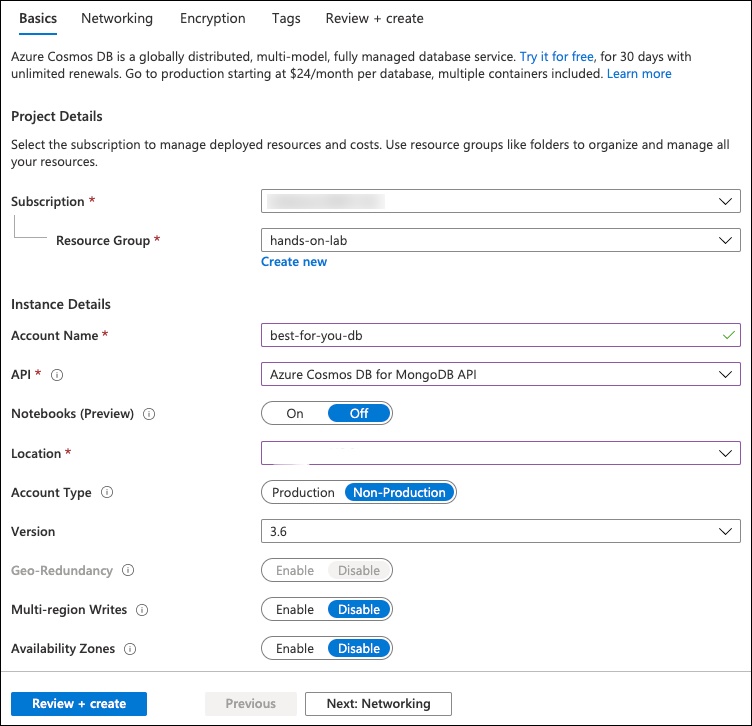 Basics Networking Encryption Tags Review + create
Azure Cosmos DB is a globally distributed, multi-model, fully managed database service. Try it for free, for 30 days with
unlimited renewals. Go to production starting at $24/month per database, multiple containers included. Learn more
Project Details
Select the subscription to manage deployed resources and costs. Use resource groups like folders to organize and manage all
your resources.
Subscription *
Resource Group * hands-on-lab
Create new
Instance Details
Account Name * best-for-you-db
API * Azure Cosmos DB for MongoDB API
Notebooks (Preview) On Off
Location *
Account Type Production Non-Production
Version 3.6
Geo-Redundancy Enable Disable
Multi-region Writes Enable Disable
Availability Zones Enable Disable
Review + create Previous Next: Networking